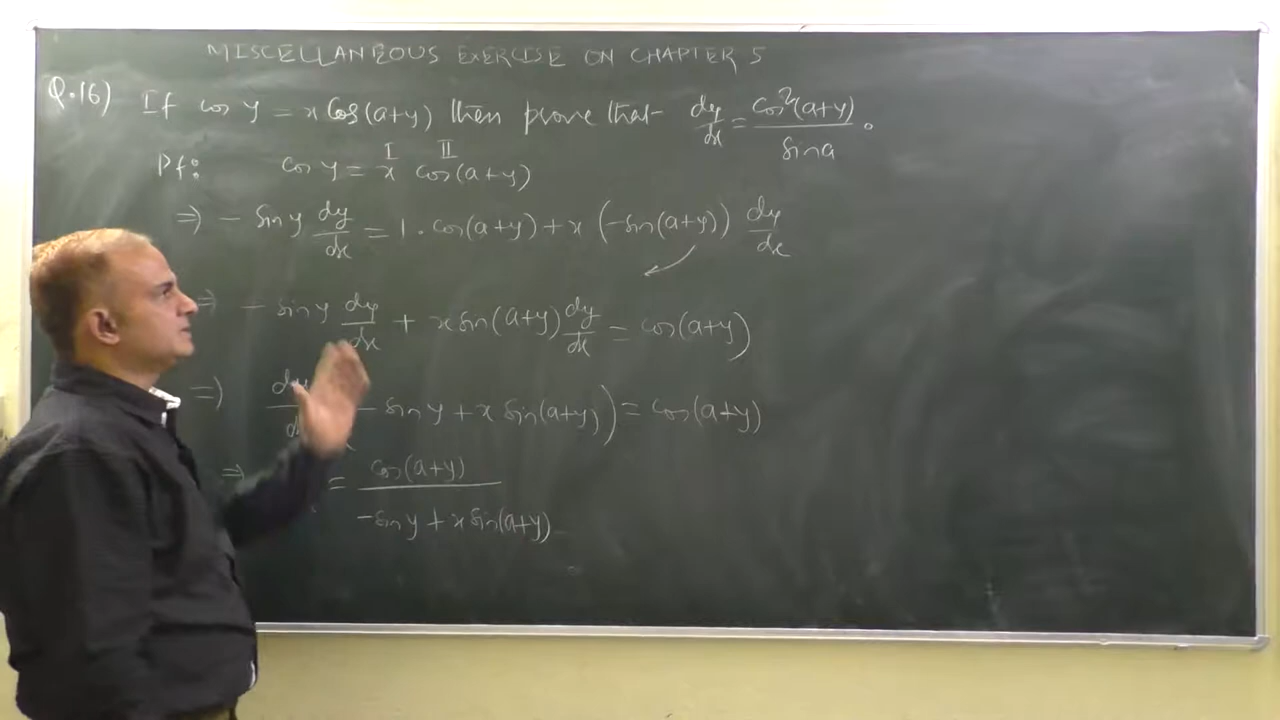 MISCELLANEOUS EXERCISE ON CHAPTER 5
Q.16) If cos y = x cos(a+y) then prove that dy/dx = cos²(a+y)/sin a .
Pf: cos y = x cos(a+y)
I II
⇒ - sin y dy/dx = 1 . cos(a+y) + x (-sin(a+y)) dy/dx
⇒ - sin y dy/dx + x sin(a+y) dy/dx = cos(a+y)
⇒ dy/d - sin y + x sin(a+y)) = cos(a+y)
⇒ = cos(a+y)/-sin y + x sin(a+y)